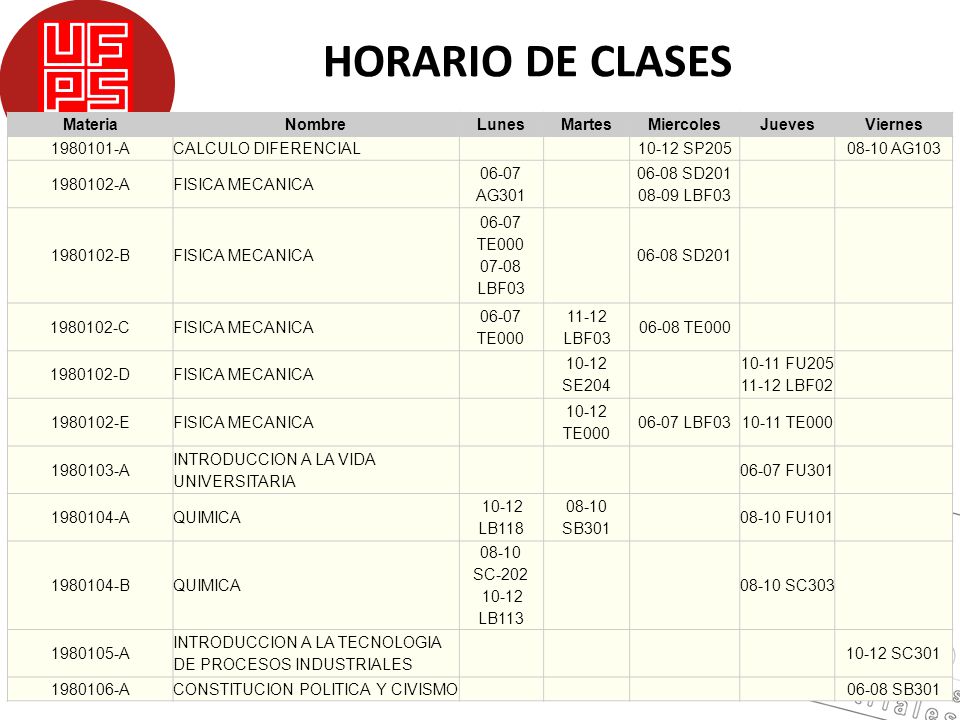 UF
PS
HORARIO DE CLASES
Materia Nombre Lunes Martes Miercoles Jueves Viernes
1980101-A CALCULO DIFERENCIAL 10-12 SP205 08-10 AG103
1980102-A FISICA MECANICA 06-07 AG301 06-08 SD201 08-09 LBF03
1980102-B FISICA MECANICA 06-07 TE000 07-08 LBF03 06-08 SD201
1980102-C FISICA MECANICA 06-07 TE000 11-12 LBF03 06-08 TE000
1980102-D FISICA MECANICA 10-12 SE204 10-11 FU205 11-12 LBF02
1980102-E FISICA MECANICA 10-12 TE000 06-07 LBF03 10-11 TE000
1980103-A INTRODUCCION A LA VIDA UNIVERSITARIA 06-07 FU301
1980104-A QUIMICA 10-12 LB118 08-10 SB301 08-10 FU101
1980104-B QUIMICA 08-10 SC-202 10-12 LB113 08-10 SC303
1980105-A INTRODUCCION A LA TECNOLOGIA DE PROCESOS INDUSTRIALES 10-12 SC301
1980106-A CONSTITUCION POLITICA Y CIVISMO 06-08 SB301